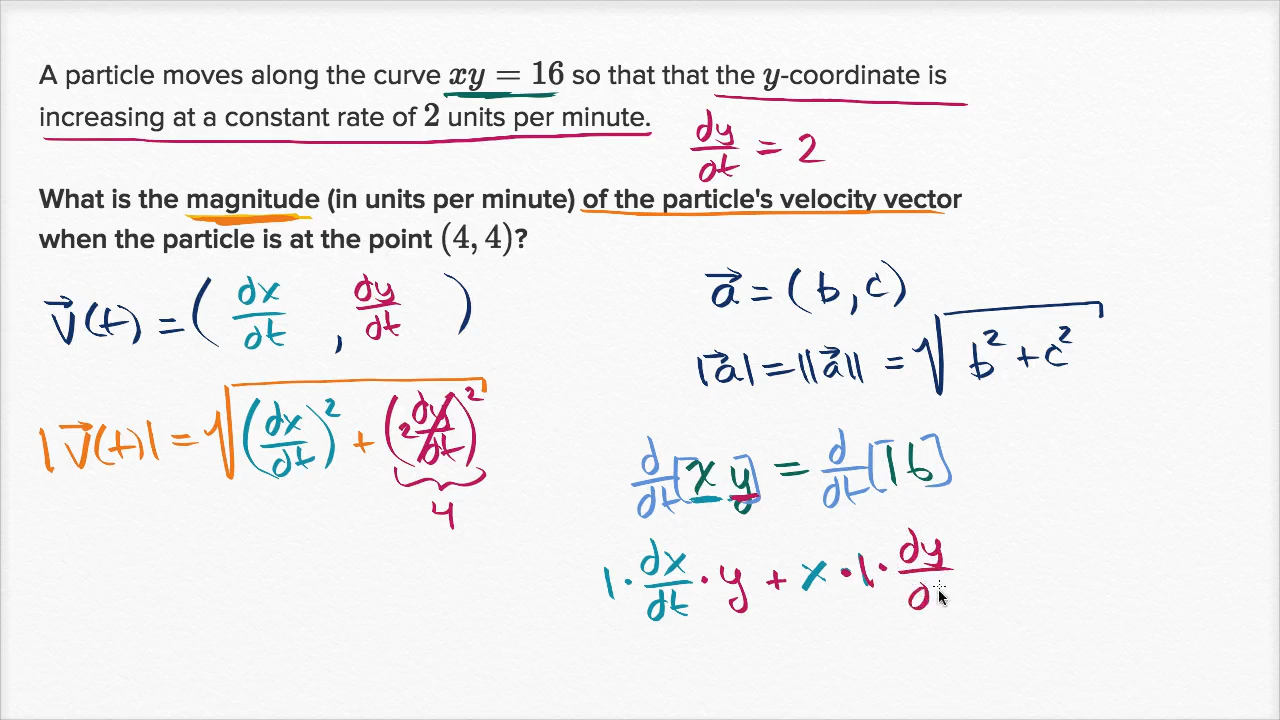 A particle moves along the curve xy = 16 so that that the y-coordinate is
increasing at a constant rate of 2 units per minute.
dy/dt = 2
What is the magnitude (in units per minute) of the particle's velocity vector
when the particle is at the point (4, 4)?
v⃗(t) = (dx/dt, dy/dt)
|v⃗(t)| = √((dx/dt)² + (2 dy/dt)²)
4
a⃗ = (b, c)
|a⃗| = ||a⃗|| = √(b² + c²)
d/dt[xy] = d/dt[16]
1·dx/dt·y + x·1·dy/d